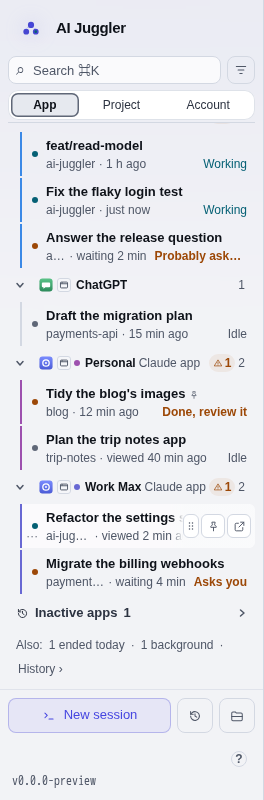 AI Juggler
Search ⌘K
App Project Account
feat/read-model
ai-juggler · 1 h ago Working
Fix the flaky login test
ai-juggler · just now Working
Answer the release question
a… · waiting 2 min Probably ask…
ChatGPT 1
Draft the migration plan
payments-api · 15 min ago Idle
Personal Claude app 1 2
Tidy the blog's images
blog · 12 min ago Done, review it
Plan the trip notes app
trip-notes · viewed 40 min ago Idle
Work Max Claude app 1 2
Refactor the settings
ai-jug… · viewed 2 min a
Migrate the billing webhooks
payment… · waiting 4 min Asks you
Inactive apps 1
Also: 1 ended today · 1 background ·
History ›
New session
?
v0.0.0-preview